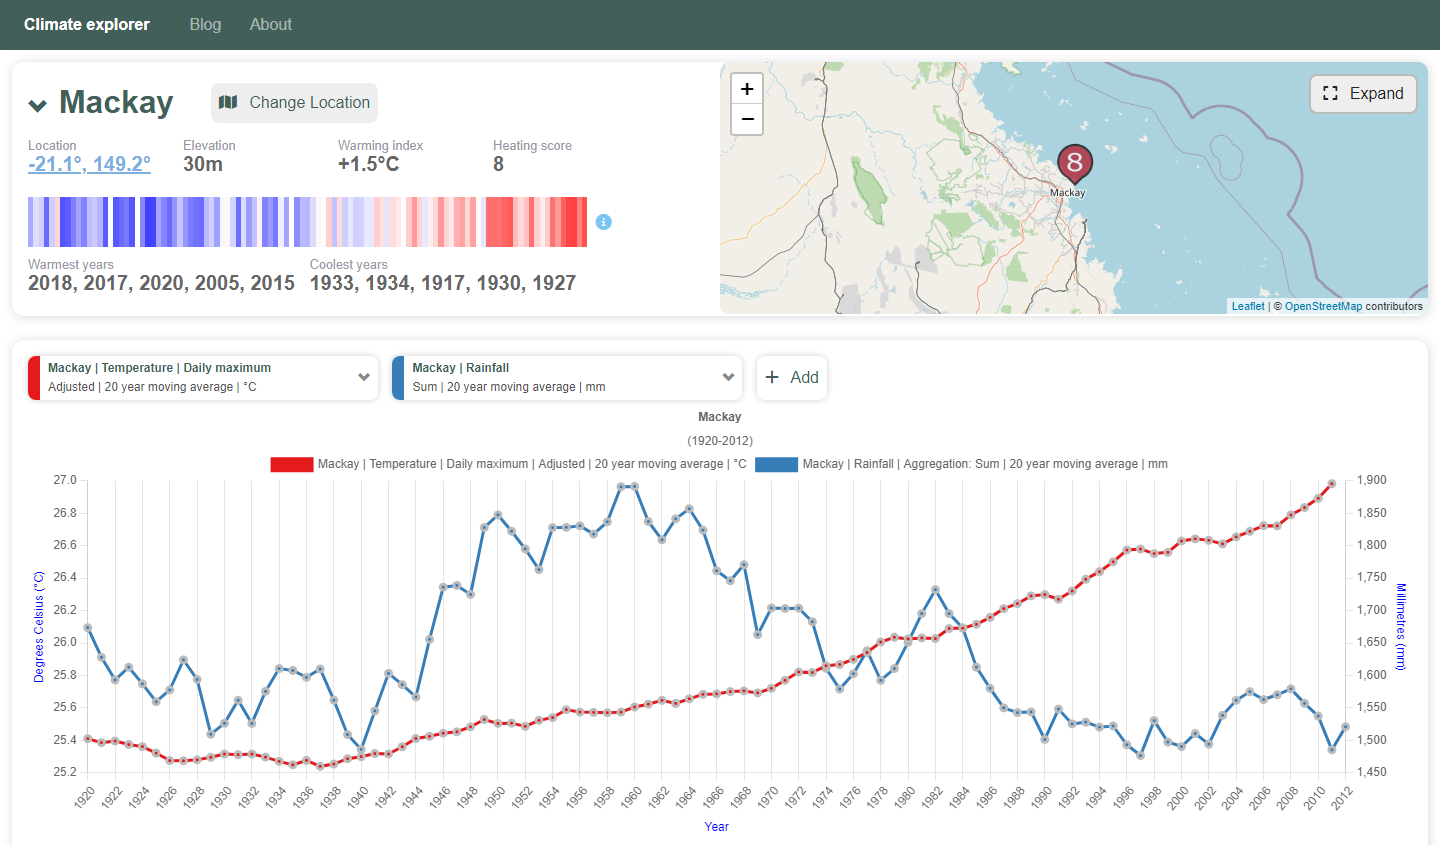 Climate explorer Blog About
Mackay Change Location
Location Elevation Warming index Heating score
-21.1°, 149.2° 30m +1.5°C 8
Warmest years Coolest years
2018, 2017, 2020, 2005, 2015 1933, 1934, 1917, 1930, 1927
+
−
Expand
8
Mackay
Leaflet | © OpenStreetMap contributors
Mackay | Temperature | Daily maximum
Adjusted | 20 year moving average | °C
Mackay | Rainfall
Sum | 20 year moving average | mm
+ Add
Mackay
(1920-2012)
Mackay | Temperature | Daily maximum | Adjusted | 20 year moving average | °C Mackay | Rainfall | Aggregation: Sum | 20 year moving average | mm
Degrees Celsius (°C)
27.0
26.8
26.6
26.4
26.2
26.0
25.8
25.6
25.4
25.2
1,900
1,850
1,800
1,750
1,700
1,650
1,600
1,550
1,500
1,450
Millimetres (mm)
1920 1922 1924 1926 1928 1930 1932 1934 1936 1938 1940 1942 1944 1946 1948 1950 1952 1954 1956 1958 1960 1962 1964 1966 1968 1970 1972 1974 1976 1978 1980 1982 1984 1986 1988 1990 1992 1994 1996 1998 2000 2002 2004 2006 2008 2010 2012
Year